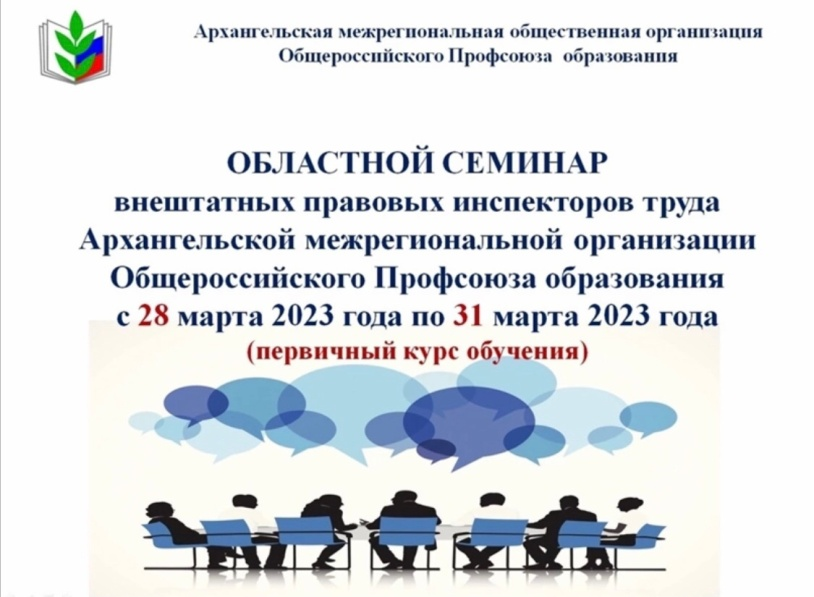 Архангельская межрегиональная общественная организация
Общероссийского Профсоюза образования
ОБЛАСТНОЙ СЕМИНАР
внештатных правовых инспекторов труда
Архангельской межрегиональной организации
Общероссийского Профсоюза образования
с 28 марта 2023 года по 31 марта 2023 года
(первичный курс обучения)